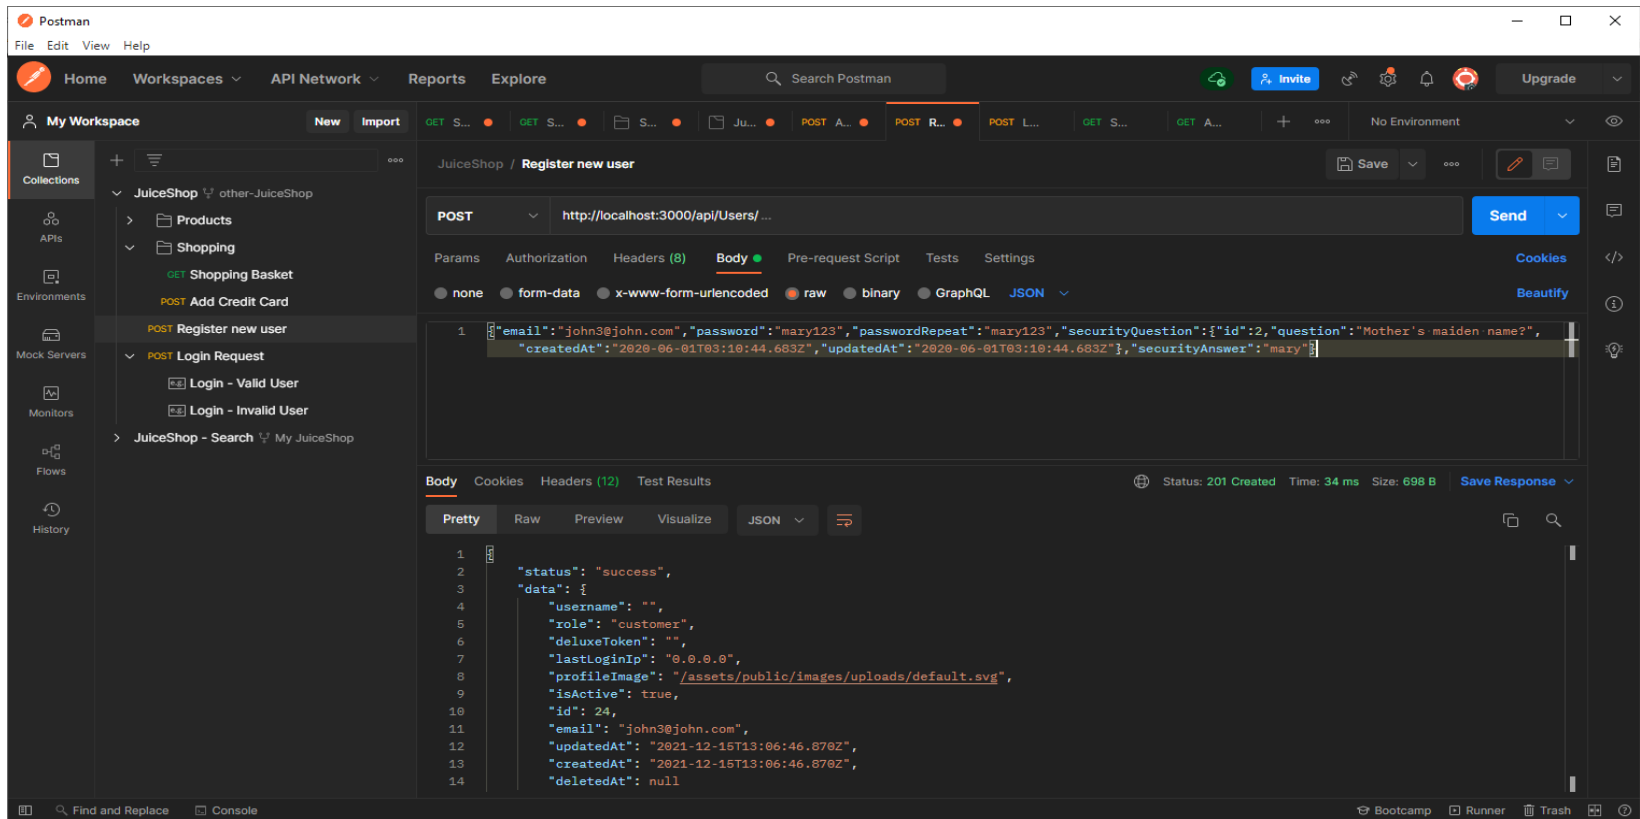 Postman
File Edit View Help
Home Workspaces API Network Reports Explore Search Postman Invite Upgrade
My Workspace New Import GET S... GET S... S... Ju... POST A... POST R... POST L... GET S... GET A... No Environment
JuiceShop / Register new user Save
Collections
APIs
Environments
Mock Servers
Monitors
Flows
History
JuiceShop other-JuiceShop
Products
Shopping
GET Shopping Basket
POST Add Credit Card
POST Register new user
POST Login Request
e.g. Login - Valid User
e.g. Login - Invalid User
JuiceShop - Search My JuiceShop
POST http://localhost:3000/api/Users/ ... Send
Params Authorization Headers (8) Body Pre-request Script Tests Settings Cookies
none form-data x-www-form-urlencoded raw binary GraphQL JSON Beautify
1 {"email":"john3@john.com","password":"mary123","passwordRepeat":"mary123","securityQuestion":{"id":2,"question":"Mother's maiden name?",
"createdAt":"2020-06-01T03:10:44.683Z","updatedAt":"2020-06-01T03:10:44.683Z"},"securityAnswer":"mary"}
Body Cookies Headers (12) Test Results Status: 201 Created Time: 34 ms Size: 698 B Save Response
Pretty Raw Preview Visualize JSON
1 {
2 "status": "success",
3 "data": {
4 "username": "",
5 "role": "customer",
6 "deluxeToken": "",
7 "lastLoginIp": "0.0.0.0",
8 "profileImage": "/assets/public/images/uploads/default.svg",
9 "isActive": true,
10 "id": 24,
11 "email": "john3@john.com",
12 "updatedAt": "2021-12-15T13:06:46.870Z",
13 "createdAt": "2021-12-15T13:06:46.870Z",
14 "deletedAt": null
Find and Replace Console Bootcamp Runner Trash